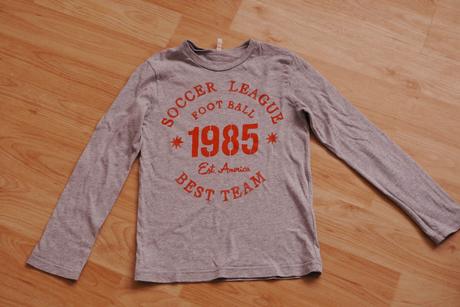 SOCCER LEAGUE
FOOT BALL
1985
Est. America
BEST TEAM